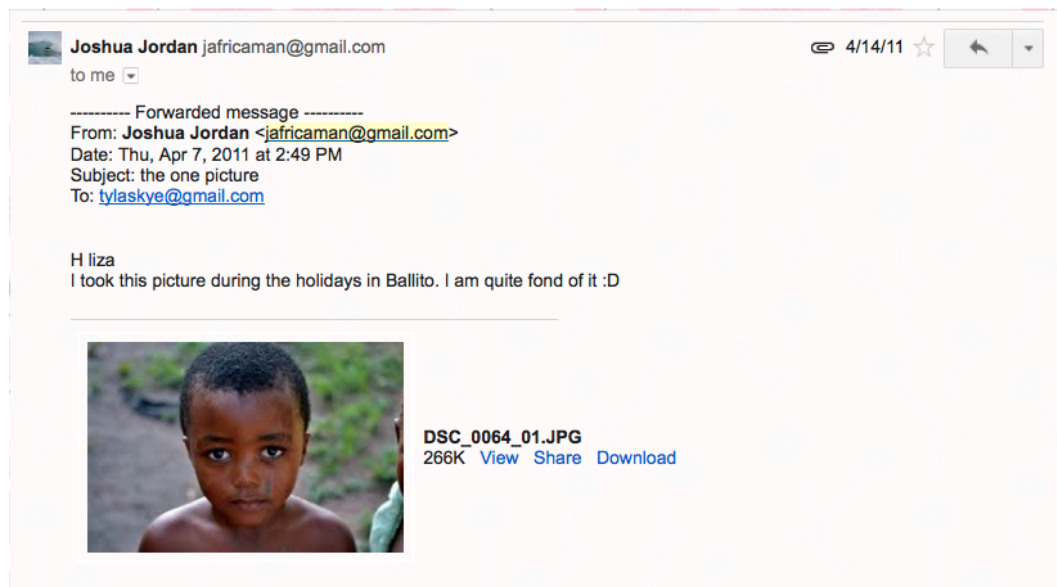 Joshua Jordan jafricaman@gmail.com 4/14/11
to me
---------- Forwarded message ----------
From: Joshua Jordan <jafricaman@gmail.com>
Date: Thu, Apr 7, 2011 at 2:49 PM
Subject: the one picture
To: tylaskye@gmail.com
H liza
I took this picture during the holidays in Ballito. I am quite fond of it :D
DSC_0064_01.JPG
266K View Share Download